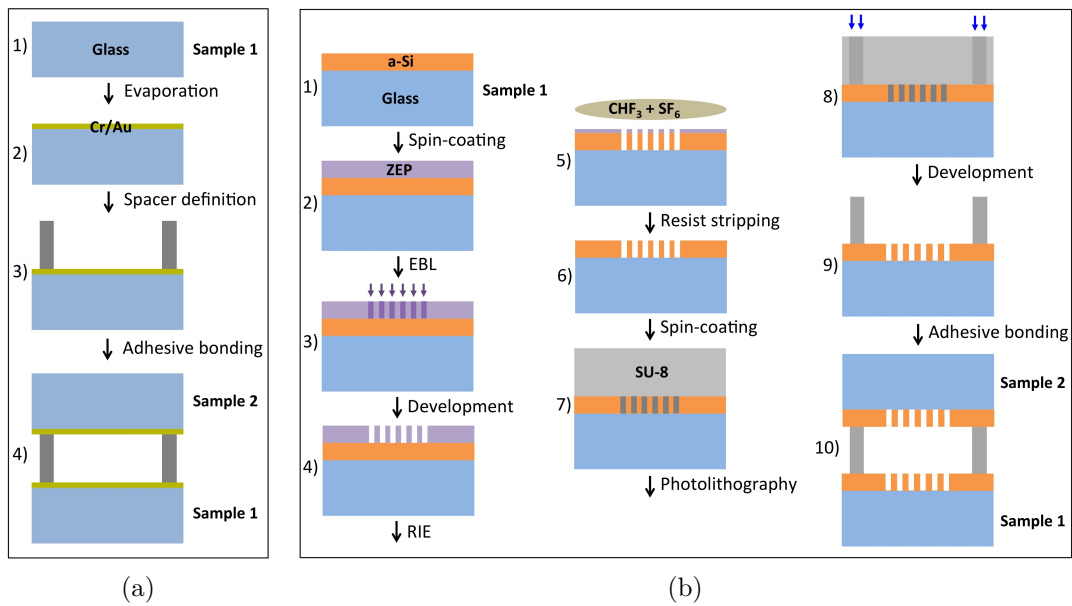 1)
Glass
Sample 1
Evaporation
Cr/Au
2)
Spacer definition
3)
Adhesive bonding
Sample 2
4)
Sample 1
(a)
a-Si
1)
Glass
Sample 1
Spin-coating
ZEP
2)
EBL
3)
Development
4)
RIE
CHF₃ + SF₆
5)
Resist stripping
6)
Spin-coating
SU-8
7)
Photolithography
8)
Development
9)
Adhesive bonding
Sample 2
10)
Sample 1
(b)